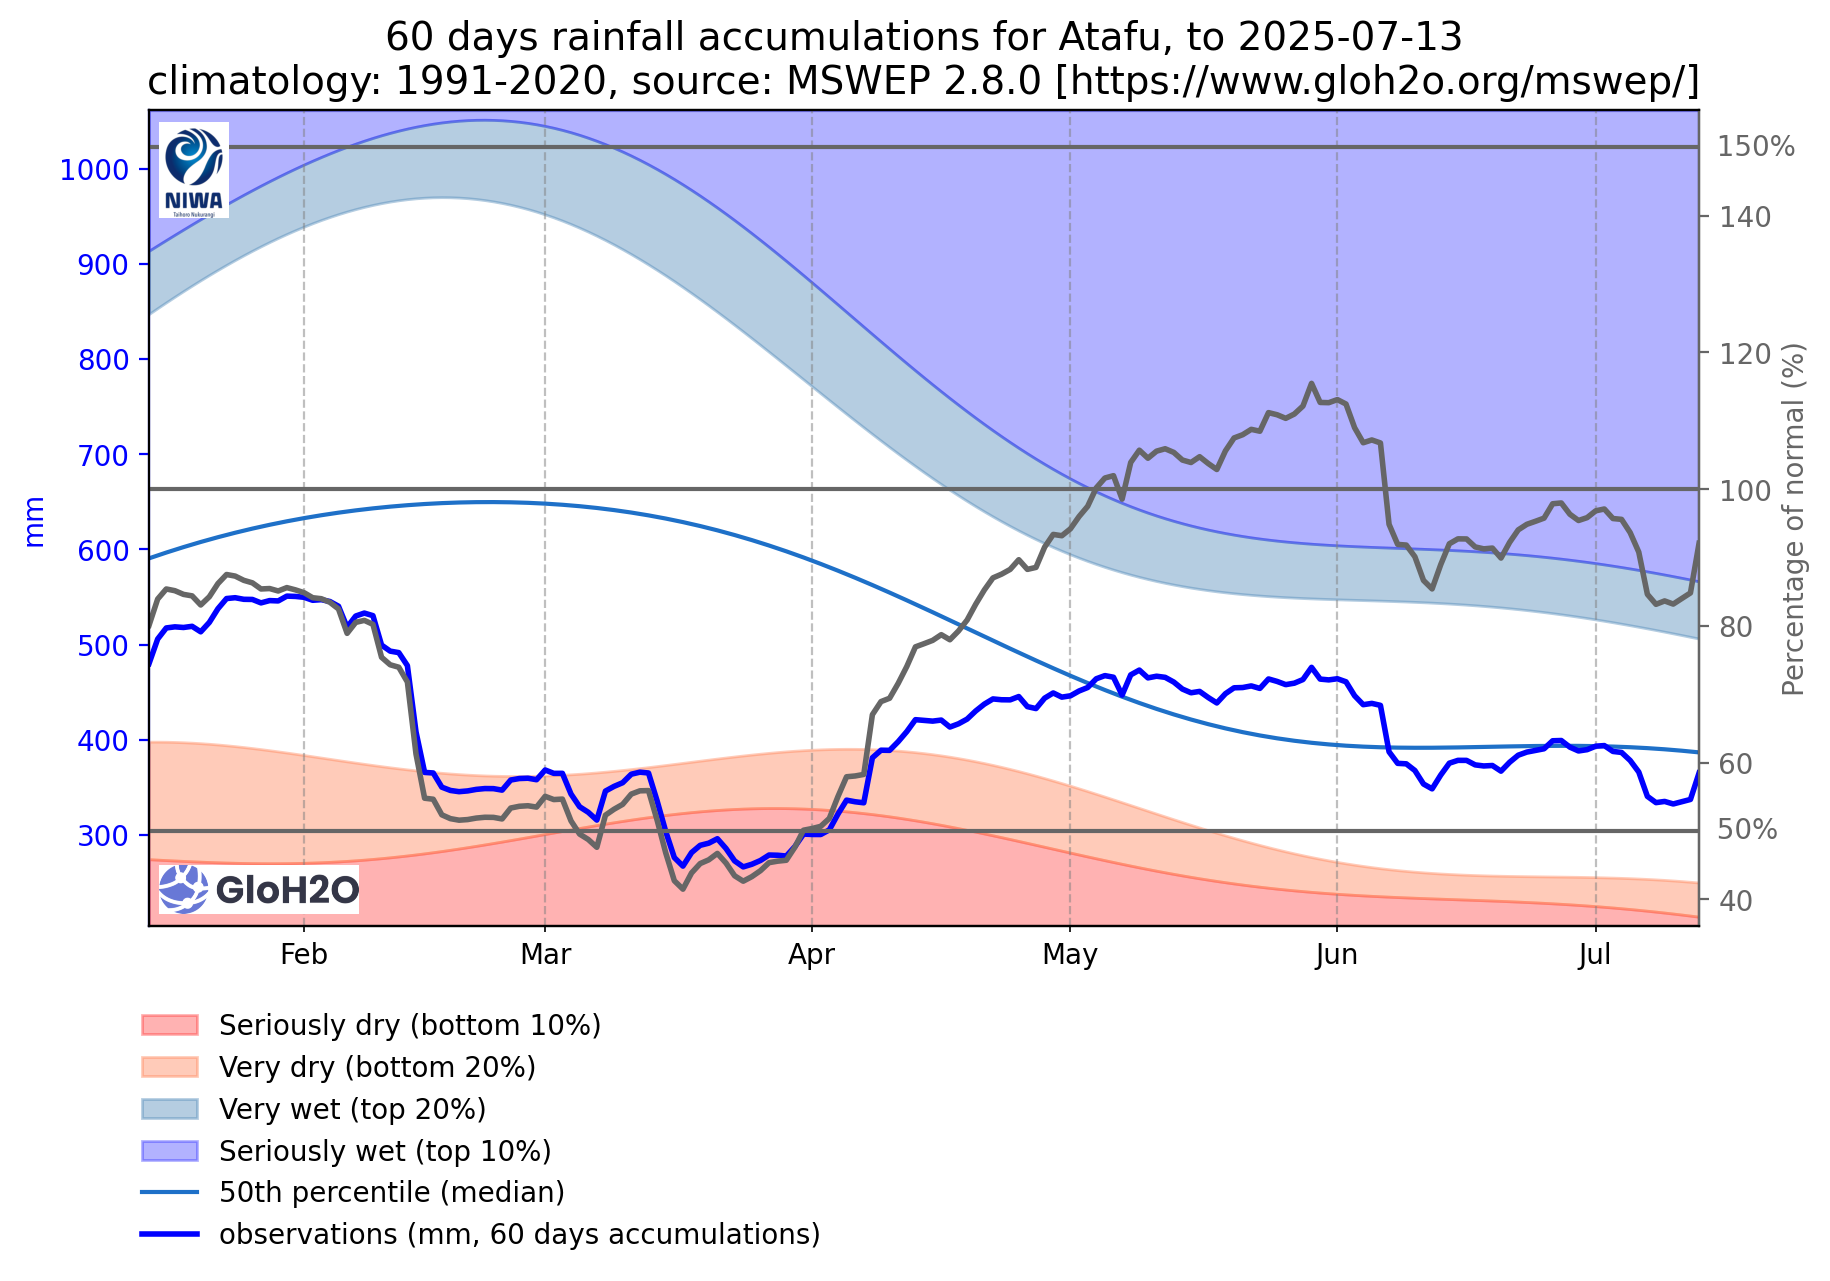 60 days rainfall accumulations for Atafu, to 2025-07-13
climatology: 1991-2020, source: MSWEP 2.8.0 [https://www.gloh2o.org/mswep/]
NIWA
Taihoro Nukurangi
1000
900
800
700
600
500
400
300
mm
150%
140
120
100
80
60
50%
40
Percentage of normal (%)
GloH2O
Feb
Mar
Apr
May
Jun
Jul
Seriously dry (bottom 10%)
Very dry (bottom 20%)
Very wet (top 20%)
Seriously wet (top 10%)
50th percentile (median)
observations (mm, 60 days accumulations)